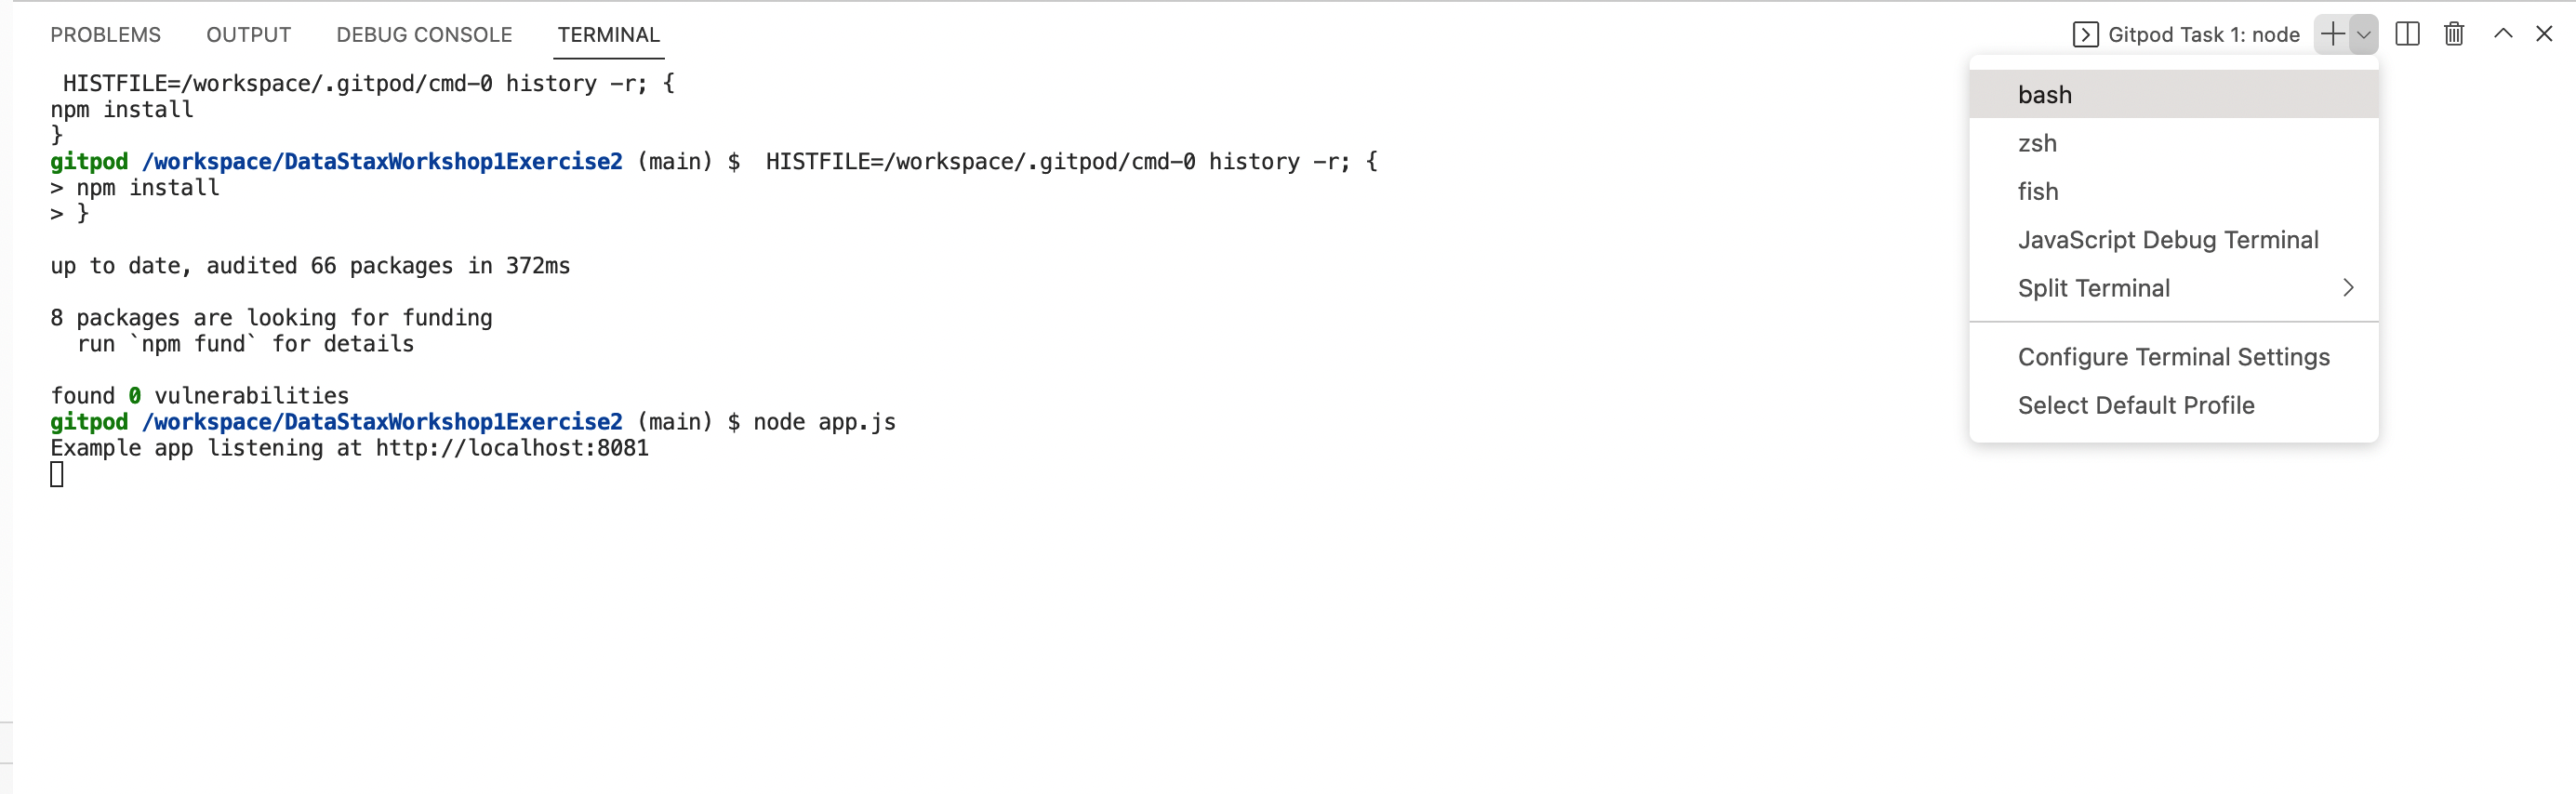 PROBLEMS OUTPUT DEBUG CONSOLE TERMINAL Gitpod Task 1: node
HISTFILE=/workspace/.gitpod/cmd-0 history -r; {
npm install
}
gitpod /workspace/DataStaxWorkshop1Exercise2 (main) $  HISTFILE=/workspace/.gitpod/cmd-0 history -r; {
> npm install
> }
up to date, audited 66 packages in 372ms
8 packages are looking for funding
run `npm fund` for details
found 0 vulnerabilities
gitpod /workspace/DataStaxWorkshop1Exercise2 (main) $ node app.js
Example app listening at http://localhost:8081
bash
zsh
fish
JavaScript Debug Terminal
Split Terminal
Configure Terminal Settings
Select Default Profile